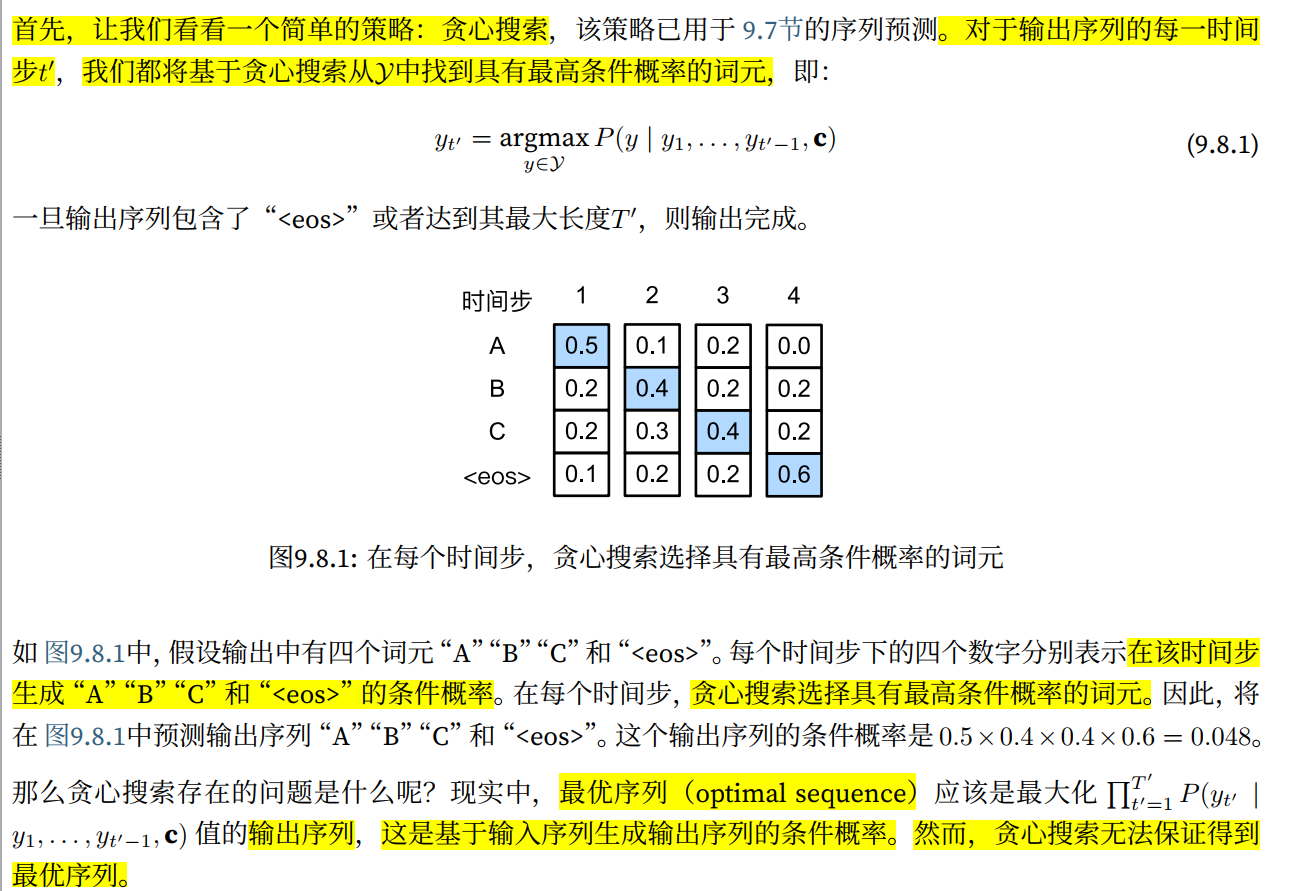 首先，让我们看看一个简单的策略：贪心搜索，该策略已用于 9.7节的序列预测。对于输出序列的每一时间
步t′，我们都将基于贪心搜索从𝒴中找到具有最高条件概率的词元，即：
y_{t′} = argmax_{y∈𝒴} P(y | y₁, . . . , y_{t′−1}, c) (9.8.1)
一旦输出序列包含了“<eos>”或者达到其最大长度T′，则输出完成。
时间步 1 2 3 4
A 0.5 0.1 0.2 0.0
B 0.2 0.4 0.2 0.2
C 0.2 0.3 0.4 0.2
<eos> 0.1 0.2 0.2 0.6
图9.8.1: 在每个时间步，贪心搜索选择具有最高条件概率的词元
如 图9.8.1中，假设输出中有四个词元“A”“B”“C”和“<eos>”。每个时间步下的四个数字分别表示在该时间步
生成“A”“B”“C”和“<eos>”的条件概率。在每个时间步，贪心搜索选择具有最高条件概率的词元。因此，将
在 图9.8.1中预测输出序列“A”“B”“C”和“<eos>”。这个输出序列的条件概率是 0.5×0.4×0.4×0.6 = 0.048。
那么贪心搜索存在的问题是什么呢？现实中，最优序列（optimal sequence）应该是最大化 ∏_{t′=1}^{T′} P(y_{t′} |
y₁, . . . , y_{t′−1}, c) 值的输出序列，这是基于输入序列生成输出序列的条件概率。然而，贪心搜索无法保证得到
最优序列。